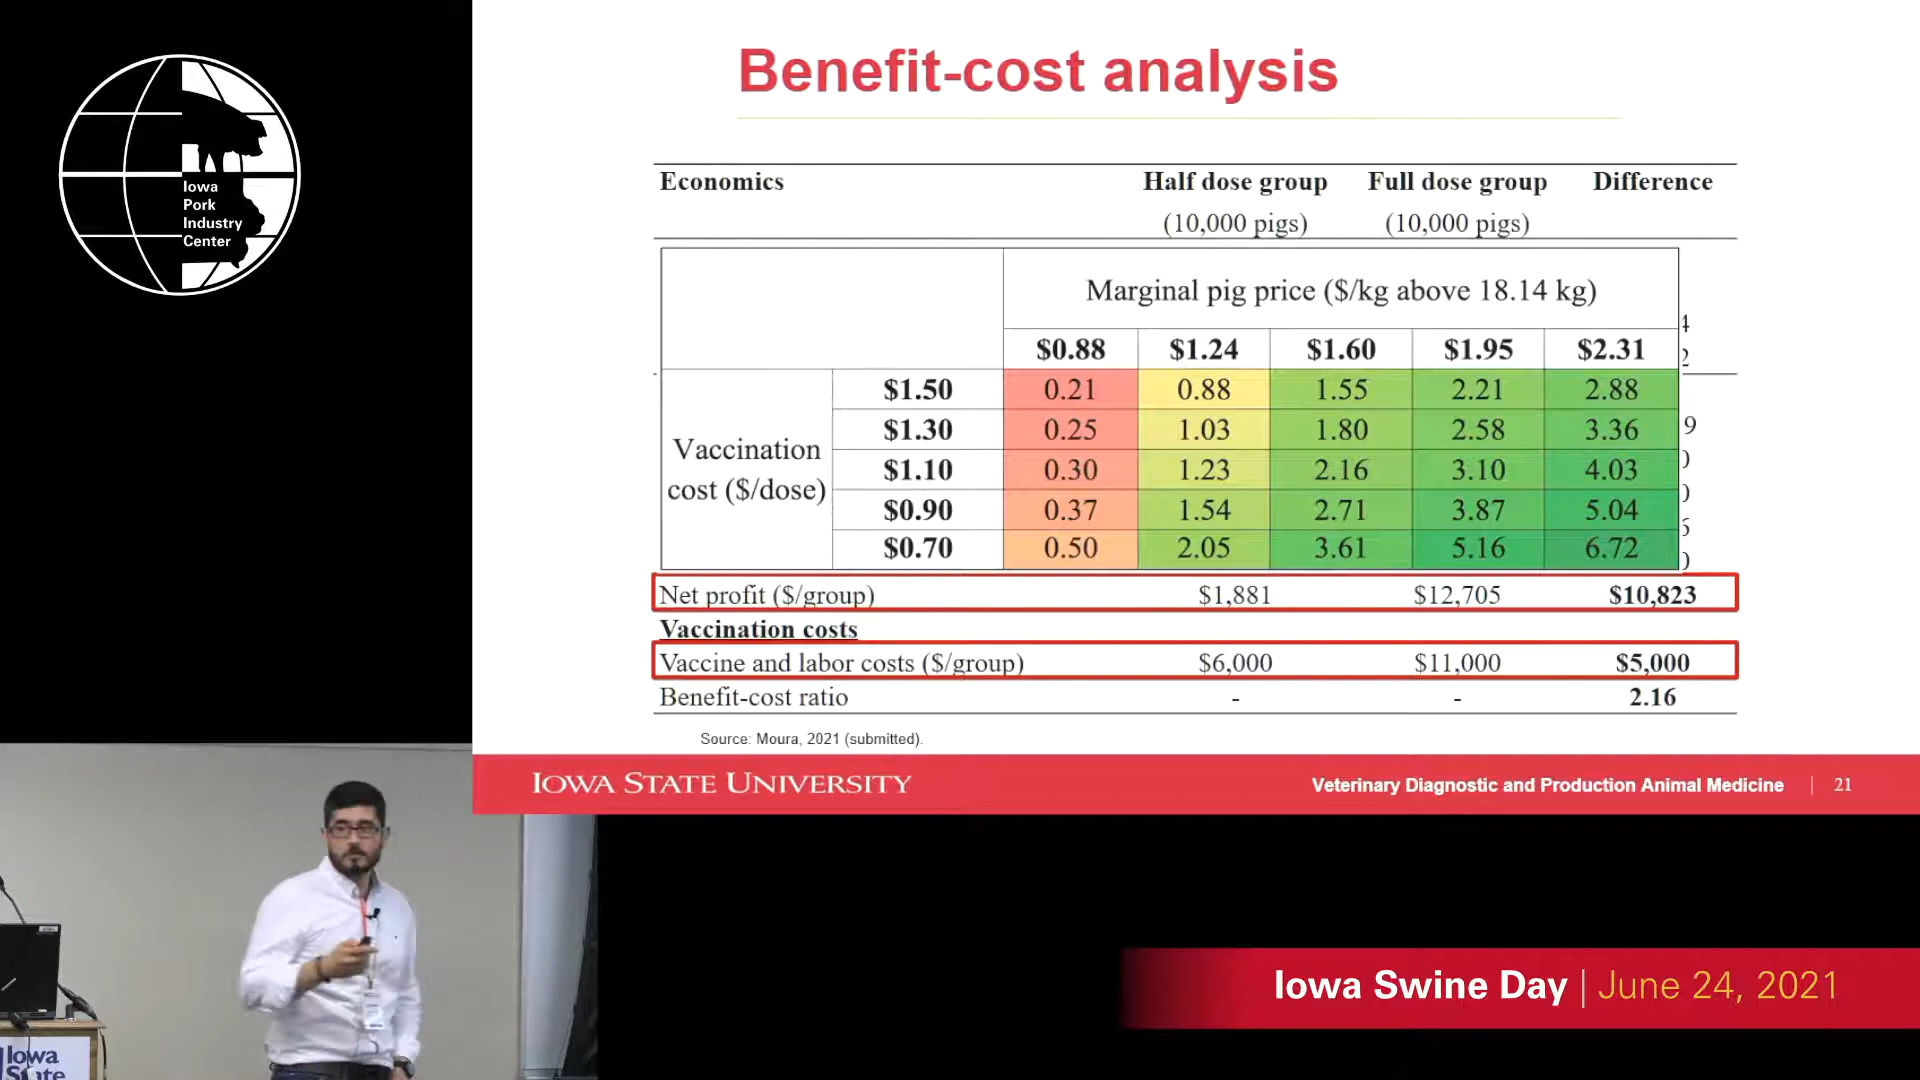 Iowa
Pork
Industry
Center
Benefit-cost analysis
Economics Half dose group Full dose group Difference
(10,000 pigs) (10,000 pigs)
Marginal pig price ($/kg above 18.14 kg)
$0.88 $1.24 $1.60 $1.95 $2.31
Vaccination cost ($/dose)
$1.50 0.21 0.88 1.55 2.21 2.88
$1.30 0.25 1.03 1.80 2.58 3.36
$1.10 0.30 1.23 2.16 3.10 4.03
$0.90 0.37 1.54 2.71 3.87 5.04
$0.70 0.50 2.05 3.61 5.16 6.72
Net profit ($/group) $1,881 $12,705 $10,823
Vaccination costs
Vaccine and labor costs ($/group) $6,000 $11,000 $5,000
Benefit-cost ratio - - 2.16
Source: Moura, 2021 (submitted).
IOWA STATE UNIVERSITY
Veterinary Diagnostic and Production Animal Medicine | 21
Iowa
State
Iowa Swine Day | June 24, 2021